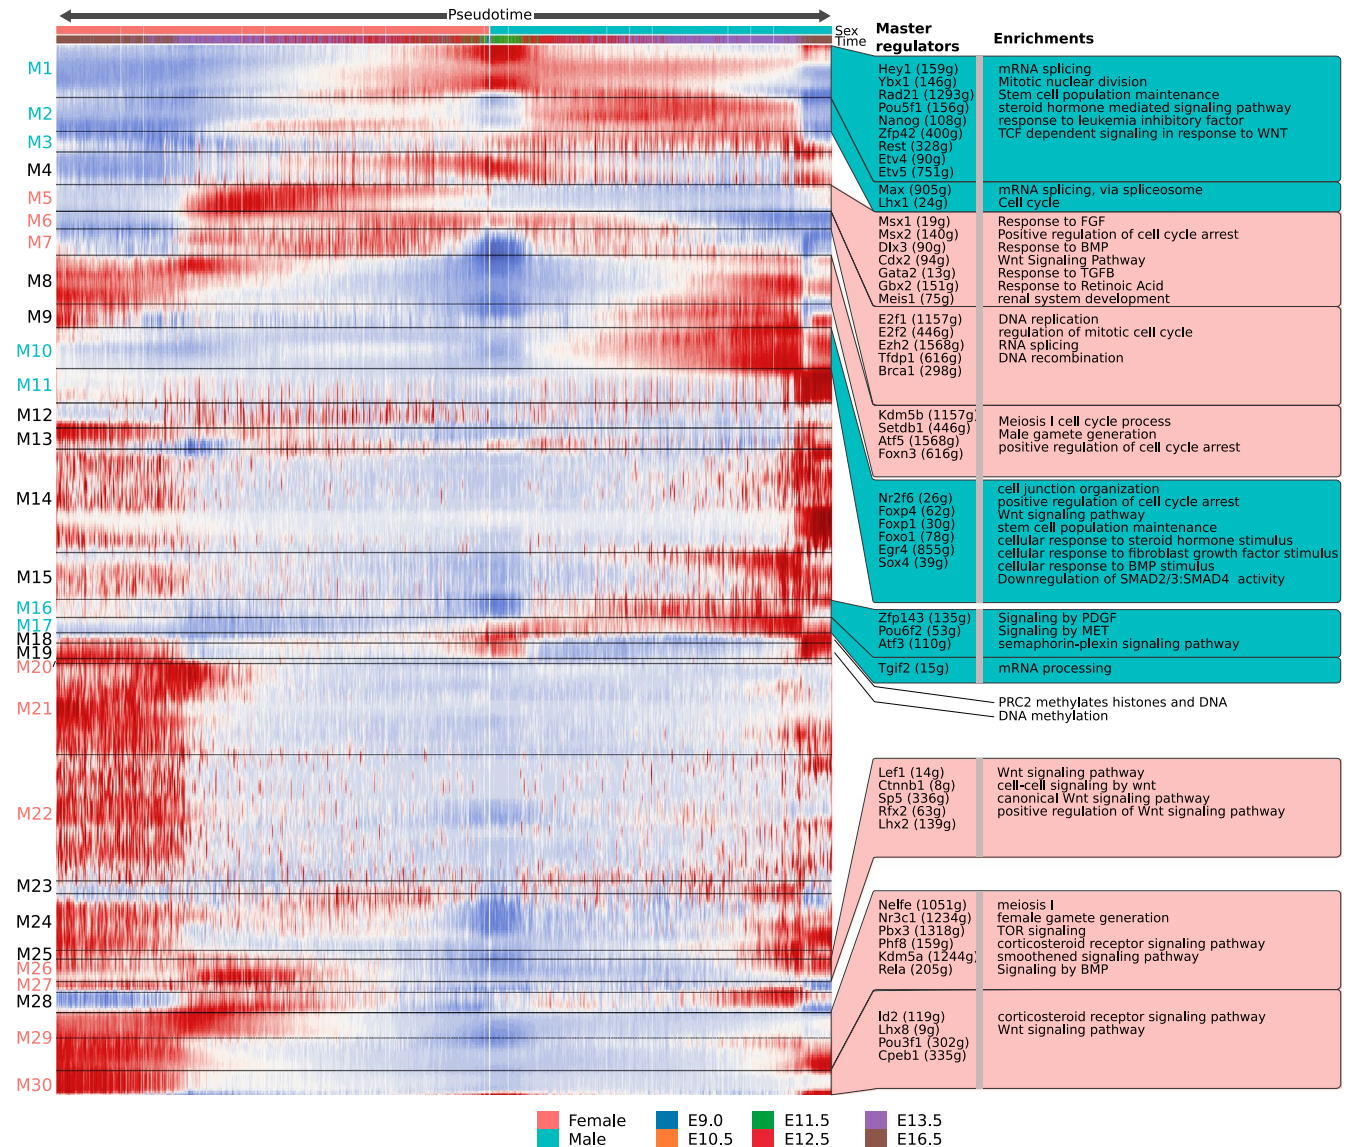 Pseudotime
Sex
Time
Master regulators
Enrichments
M1
M2
M3
M4
M5
M6
M7
M8
M9
M10
M11
M12
M13
M14
M15
M16
M17
M18
M19
M20
M21
M22
M23
M24
M25
M26
M27
M28
M29
M30
Hey1 (159g)
Ybx1 (146g)
Rad21 (1293g)
Pou5f1 (156g)
Nanog (108g)
Zfp42 (400g)
Rest (328g)
Etv4 (90g)
Etv5 (751g)
mRNA splicing
Mitotic nuclear division
Stem cell population maintenance
steroid hormone mediated signaling pathway
response to leukemia inhibitory factor
TCF dependent signaling in response to WNT
Max (905g)
Lhx1 (24g)
mRNA splicing, via spliceosome
Cell cycle
Msx1 (19g)
Msx2 (140g)
Dlx3 (90g)
Cdx2 (94g)
Gata2 (13g)
Gbx2 (151g)
Meis1 (75g)
Response to FGF
Positive regulation of cell cycle arrest
Response to BMP
Wnt Signaling Pathway
Response to TGFB
Response to Retinoic Acid
renal system development
E2f1 (1157g)
E2f2 (446g)
Ezh2 (1568g)
Tfdp1 (616g)
Brca1 (298g)
DNA replication
regulation of mitotic cell cycle
RNA splicing
DNA recombination
Kdm5b (1157g)
Setdb1 (446g)
Atf5 (1568g)
Foxn3 (616g)
Meiosis I cell cycle process
Male gamete generation
positive regulation of cell cycle arrest
Nr2f6 (26g)
Foxp4 (62g)
Foxp1 (30g)
Foxo1 (78g)
Egr4 (855g)
Sox4 (39g)
cell junction organization
positive regulation of cell cycle arrest
Wnt signaling pathway
stem cell population maintenance
cellular response to steroid hormone stimulus
cellular response to fibroblast growth factor stimulus
cellular response to BMP stimulus
Downregulation of SMAD2/3:SMAD4 activity
Zfp143 (135g)
Pou6f2 (53g)
Atf3 (110g)
Signaling by PDGF
Signaling by MET
semaphorin-plexin signaling pathway
Tgif2 (15g)
mRNA processing
PRC2 methylates histones and DNA
DNA methylation
Lef1 (14g)
Ctnnb1 (8g)
Sp5 (336g)
Rfx2 (63g)
Lhx2 (139g)
Wnt signaling pathway
cell-cell signaling by wnt
canonical Wnt signaling pathway
positive regulation of Wnt signaling pathway
Nelfe (1051g)
Nr3c1 (1234g)
Pbx3 (1318g)
Phf8 (159g)
Kdm5a (1244g)
Rela (205g)
meiosis I
female gamete generation
TOR signaling
corticosteroid receptor signaling pathway
smoothened signaling pathway
Signaling by BMP
Id2 (119g)
Lhx8 (9g)
Pou3f1 (302g)
Cpeb1 (335g)
corticosteroid receptor signaling pathway
Wnt signaling pathway
Female
Male
E9.0
E10.5
E11.5
E12.5
E13.5
E16.5